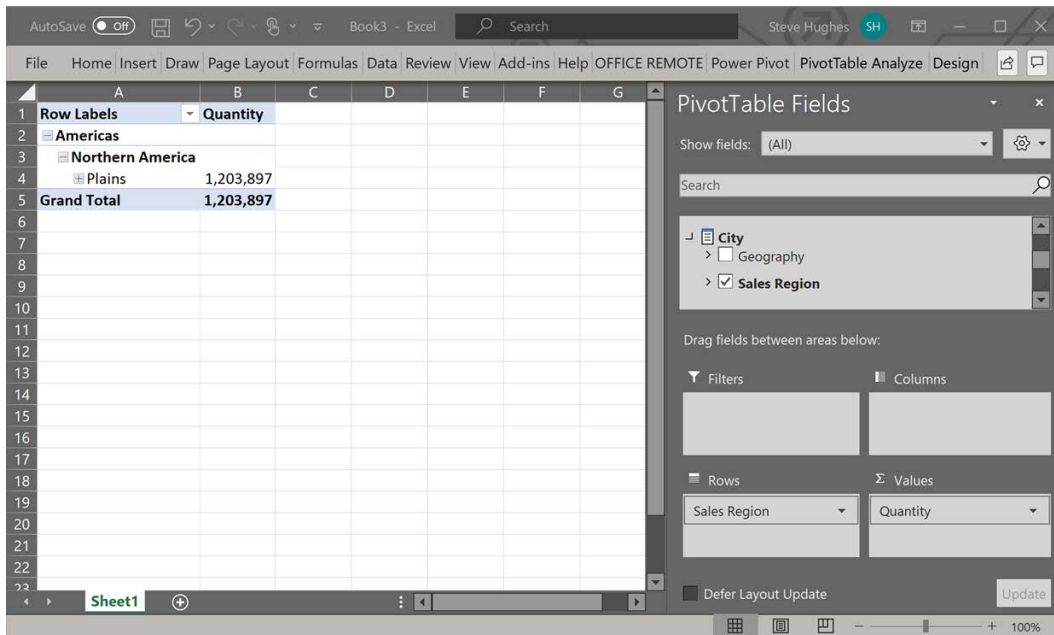 AutoSave Off Book3 - Excel Search Steve Hughes SH
File Home Insert Draw Page Layout Formulas Data Review View Add-ins Help OFFICE REMOTE Power Pivot PivotTable Analyze Design
A B C D E F G
1 Row Labels Quantity
2 Americas
3 Northern America
4 Plains 1,203,897
5 Grand Total 1,203,897
6
7
8
9
10
11
12
13
14
15
16
17
18
19
20
21
22
23
PivotTable Fields
Show fields: (All)
Search
City
Geography
Sales Region
Drag fields between areas below:
Filters Columns
Rows Σ Values
Sales Region Quantity
Defer Layout Update Update
Sheet1
100%